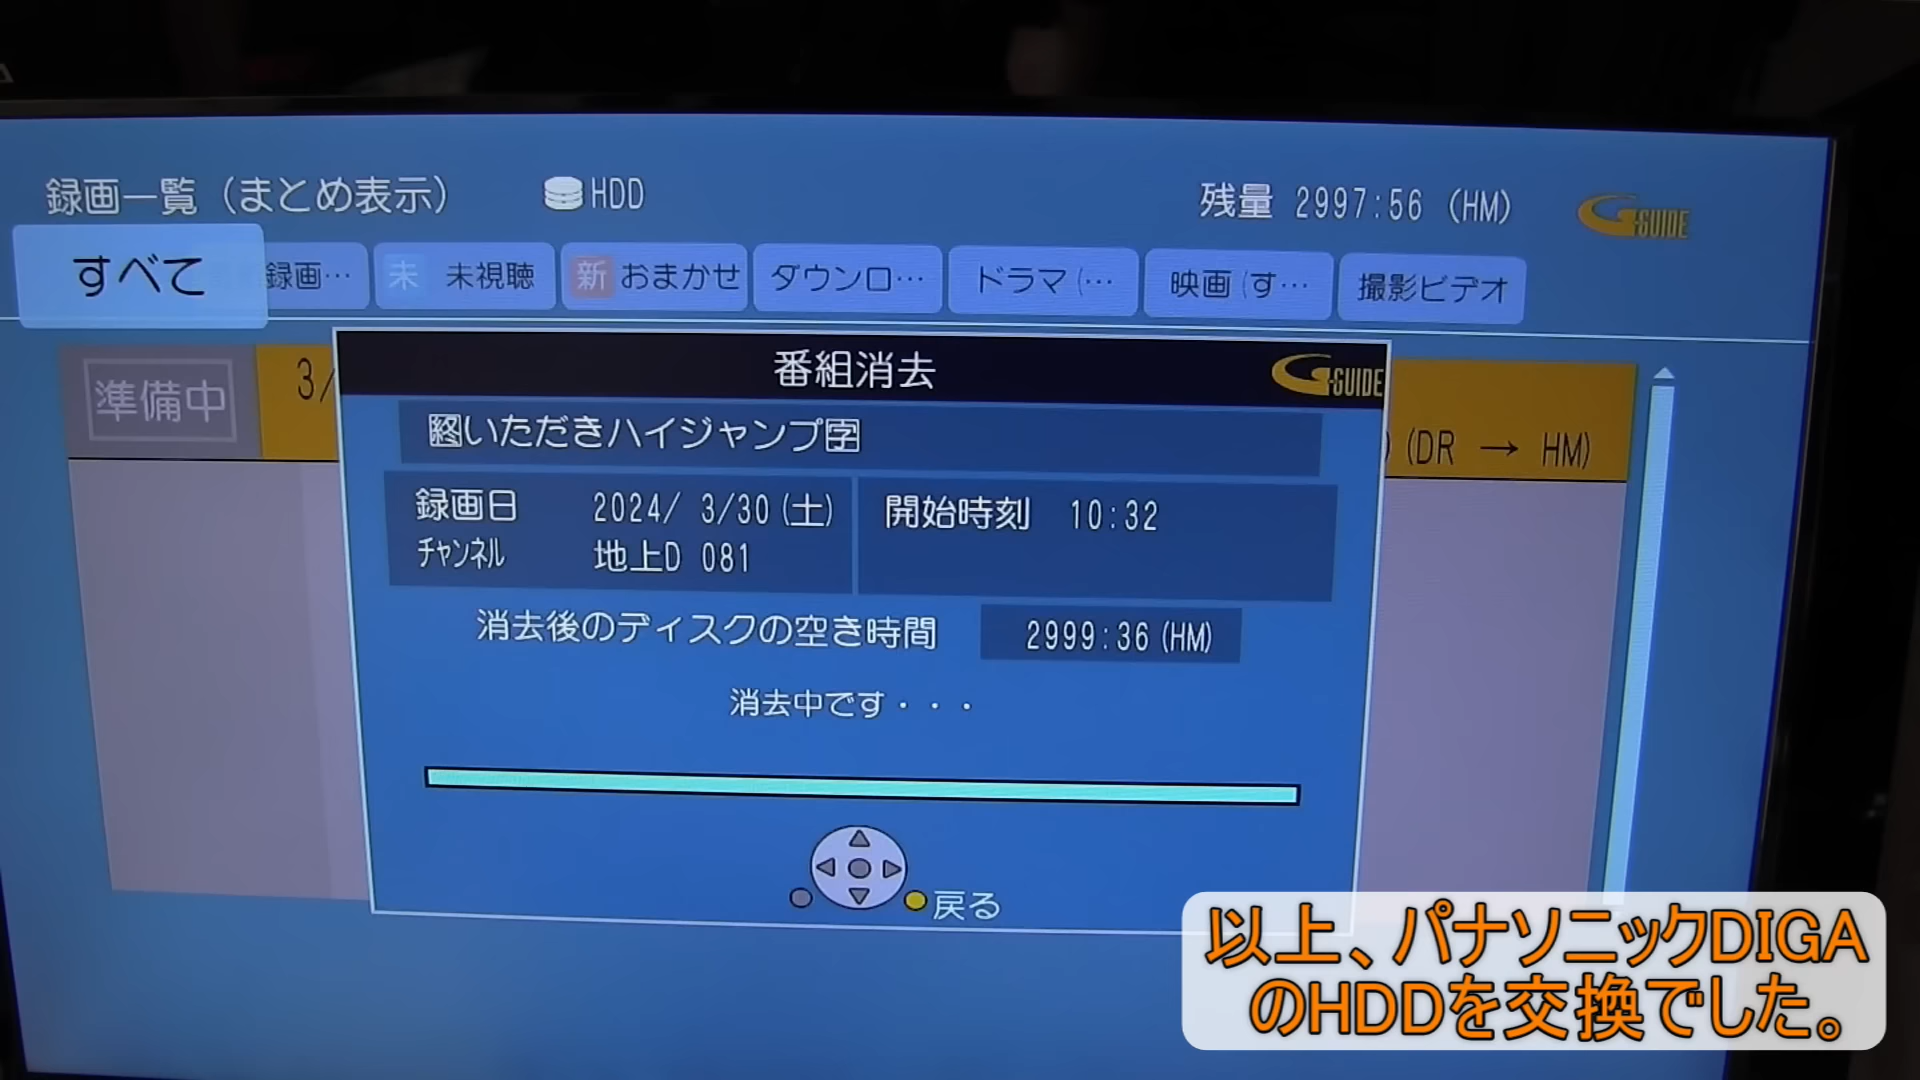 録画一覧（まとめ表示） HDD 残量 2997:56 (HM) G-GUIDE
すべて 録画… 未 未視聴 新 おまかせ ダウンロ… ドラマ(… 映画(す… 撮影ビデオ
準備中 3/
番組消去 G-GUIDE
終いただきハイジャンプ字
) (DR → HM)
録画日 2024/ 3/30(土) 開始時刻 10:32
チャンネル 地上D 081
消去後のディスクの空き時間 2999:36(HM)
消去中です・・・
戻る
以上、パナソニックDIGA
のHDDを交換でした。